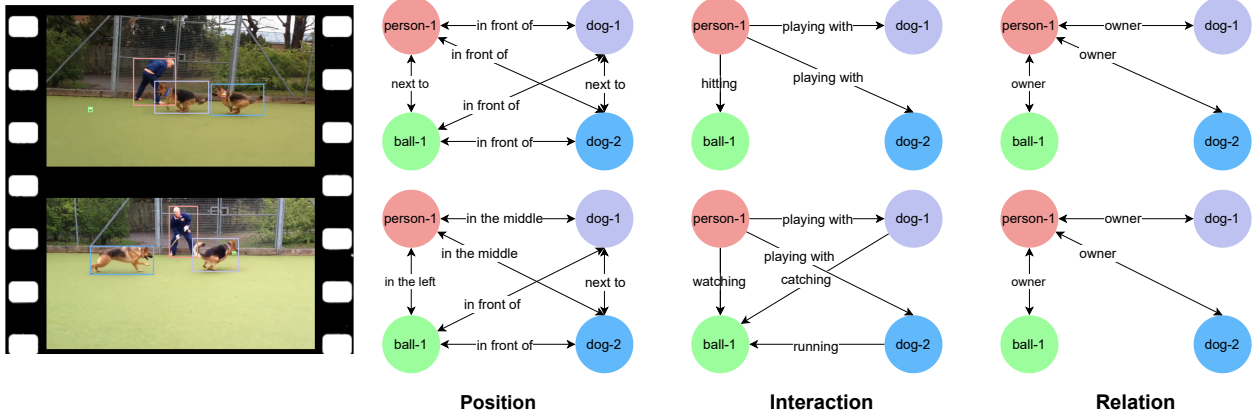 person-1 in front of dog-1
in front of
next to next to
in front of
ball-1 in front of dog-2
person-1 playing with dog-1
playing with
hitting
ball-1 dog-2
person-1 owner dog-1
owner
owner
ball-1 dog-2
person-1 in the middle dog-1
in the middle
in the left next to
in front of
ball-1 in front of dog-2
person-1 playing with dog-1
playing with
watching catching
ball-1 running dog-2
person-1 owner dog-1
owner
owner
ball-1 dog-2
Position Interaction Relation